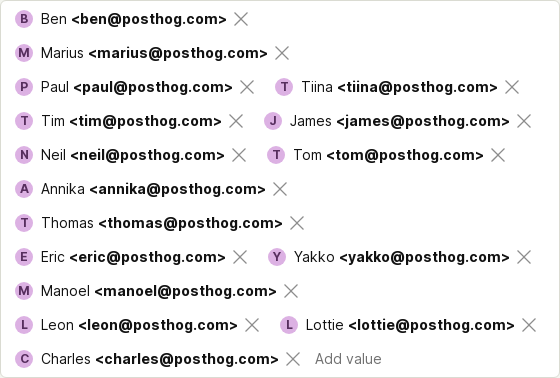 B Ben <ben@posthog.com>
M Marius <marius@posthog.com>
P Paul <paul@posthog.com> T Tiina <tiina@posthog.com>
T Tim <tim@posthog.com> J James <james@posthog.com>
N Neil <neil@posthog.com> T Tom <tom@posthog.com>
A Annika <annika@posthog.com>
T Thomas <thomas@posthog.com>
E Eric <eric@posthog.com> Y Yakko <yakko@posthog.com>
M Manoel <manoel@posthog.com>
L Leon <leon@posthog.com> L Lottie <lottie@posthog.com>
C Charles <charles@posthog.com> Add value